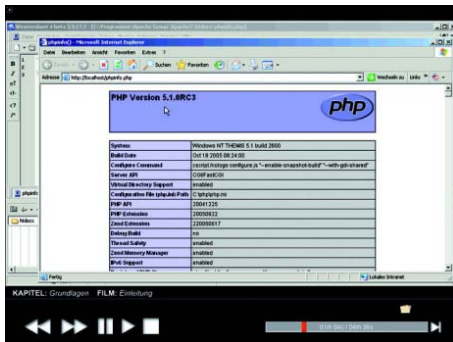 phpinfo() - Microsoft Internet Explorer
Datei Bearbeiten Ansicht Favoriten Extras ?
Suchen Favoriten
Adresse http://localhost/phpinfo.php Wechseln zu Links
PHP Version 5.1.0RC3
php
System Windows NT THEMIS 5.1 build 2600
Build Date Oct 18 2005 08:24:50
Configure Command cscript /nologo configure.js "--enable-snapshot-build" "--with-gd=shared"
Server API CGI/FastCGI
Virtual Directory Support enabled
Configuration File (php.ini) Path C:\php\php.ini
PHP API 20041225
PHP Extension 20050922
Zend Extension 220050617
Debug Build no
Thread Safety enabled
Zend Memory Manager enabled
IPv6 Support enabled
Fertig Lokales Intranet
KAPITEL: Grundlagen FILM: Einleitung